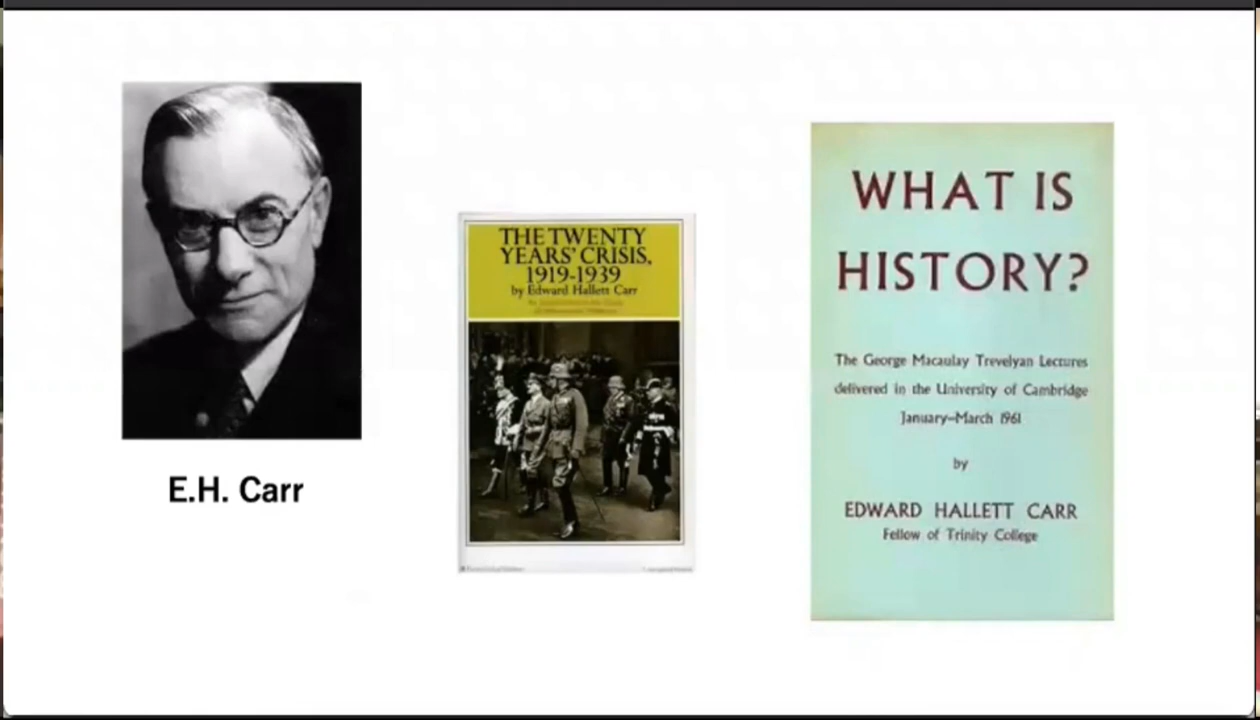 E.H. Carr
THE TWENTY
YEARS' CRISIS,
1919-1939
by Edward Hallett Carr
WHAT IS
HISTORY?
The George Macaulay Trevelyan Lectures
delivered in the University of Cambridge
January–March 1961
by
EDWARD HALLETT CARR
Fellow of Trinity College